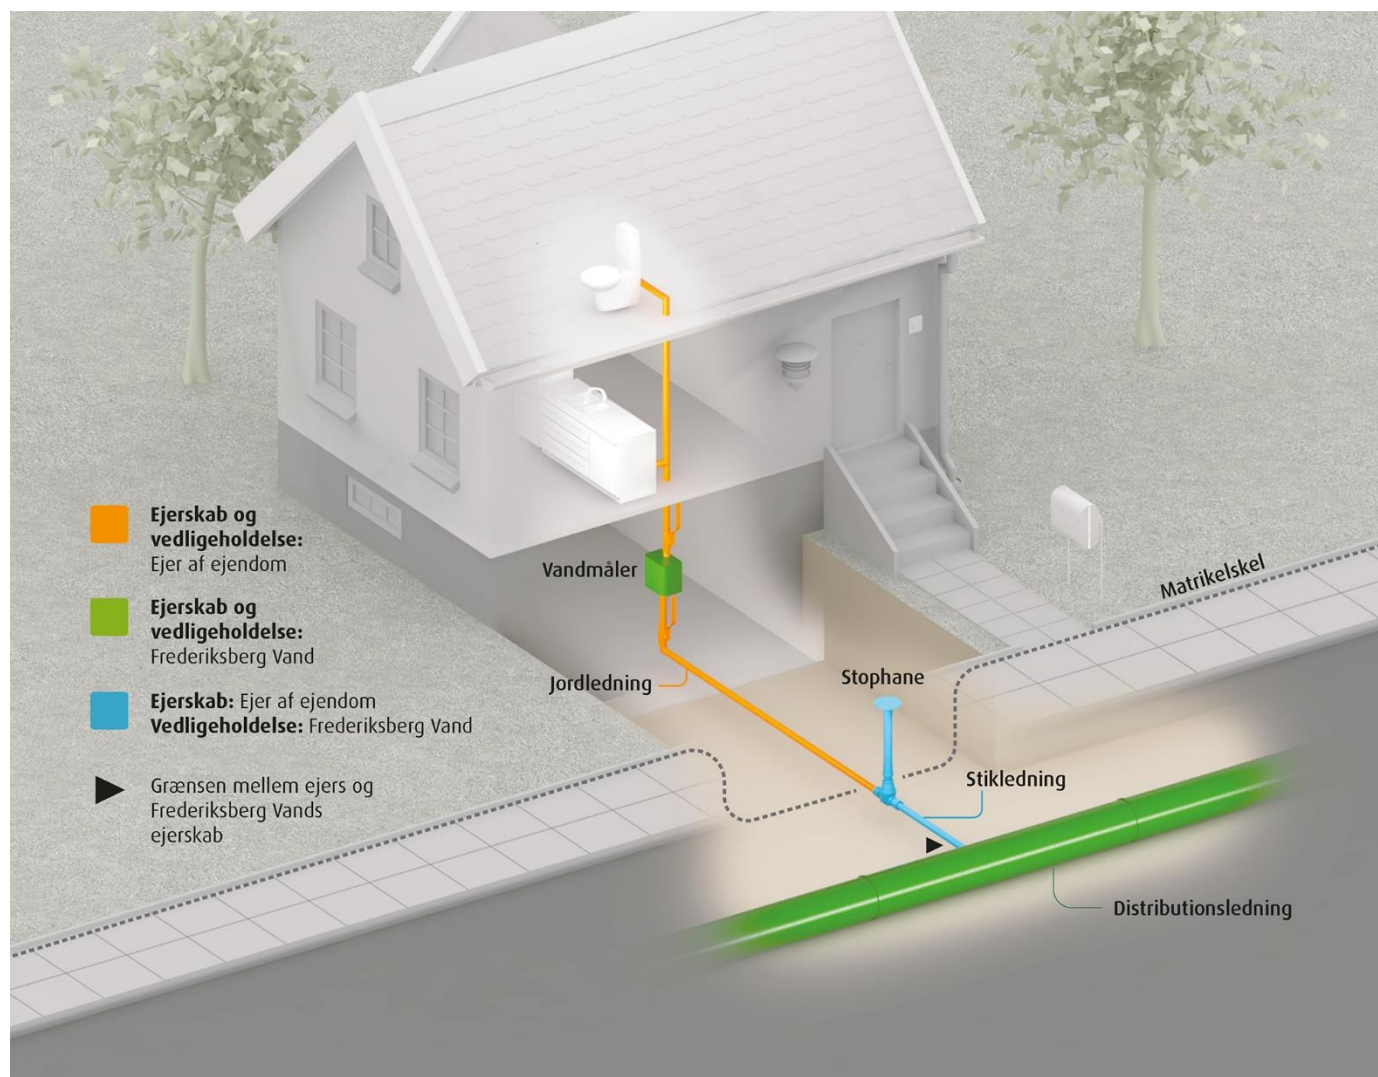 Ejerskab og
vedligeholdelse:
Ejer af ejendom
Ejerskab og
vedligeholdelse:
Frederiksberg Vand
Ejerskab: Ejer af ejendom
Vedligeholdelse: Frederiksberg Vand
Grænsen mellem ejers og
Frederiksberg Vands
ejerskab
Vandmåler
Jordledning
Matrikelskel
Stophane
Stikledning
Distributionsledning